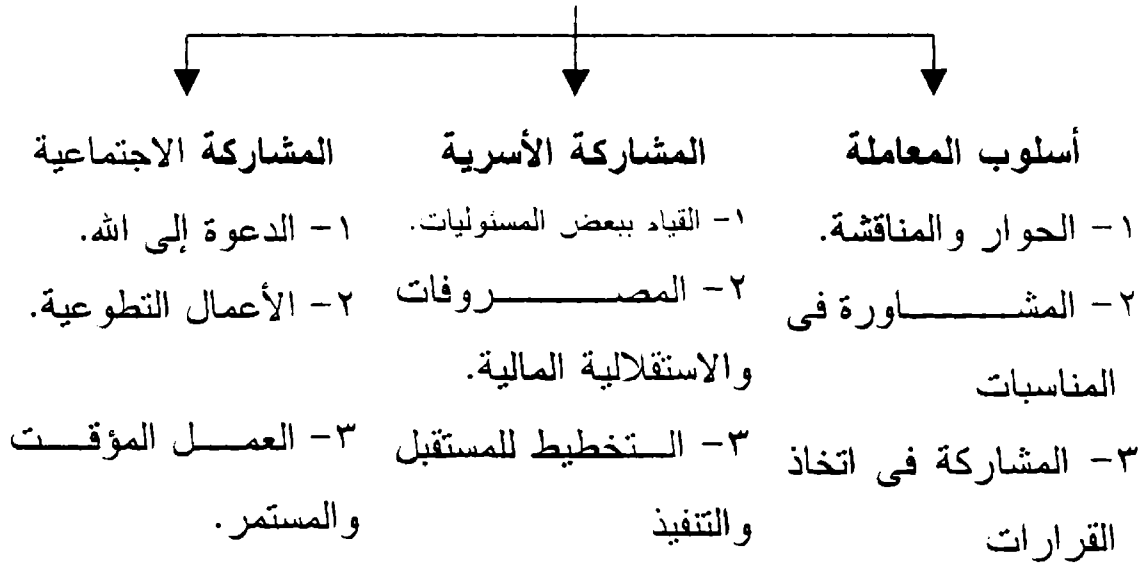 أسلوب المعاملة
١- الحوار والمناقشة.
٢- المشاورة فى
المناسبات
٣- المشاركة فى اتخاذ
القرارات
المشاركة الأسرية
١- القيام ببعض المسئوليات.
٢- المصروفات
والاستقلالية المالية.
٣- التخطيط للمستقبل
والتنفيذ
المشاركة الاجتماعية
١- الدعوة إلى الله.
٢- الأعمال التطوعية.
٣- العمل المؤقت
والمستمر.